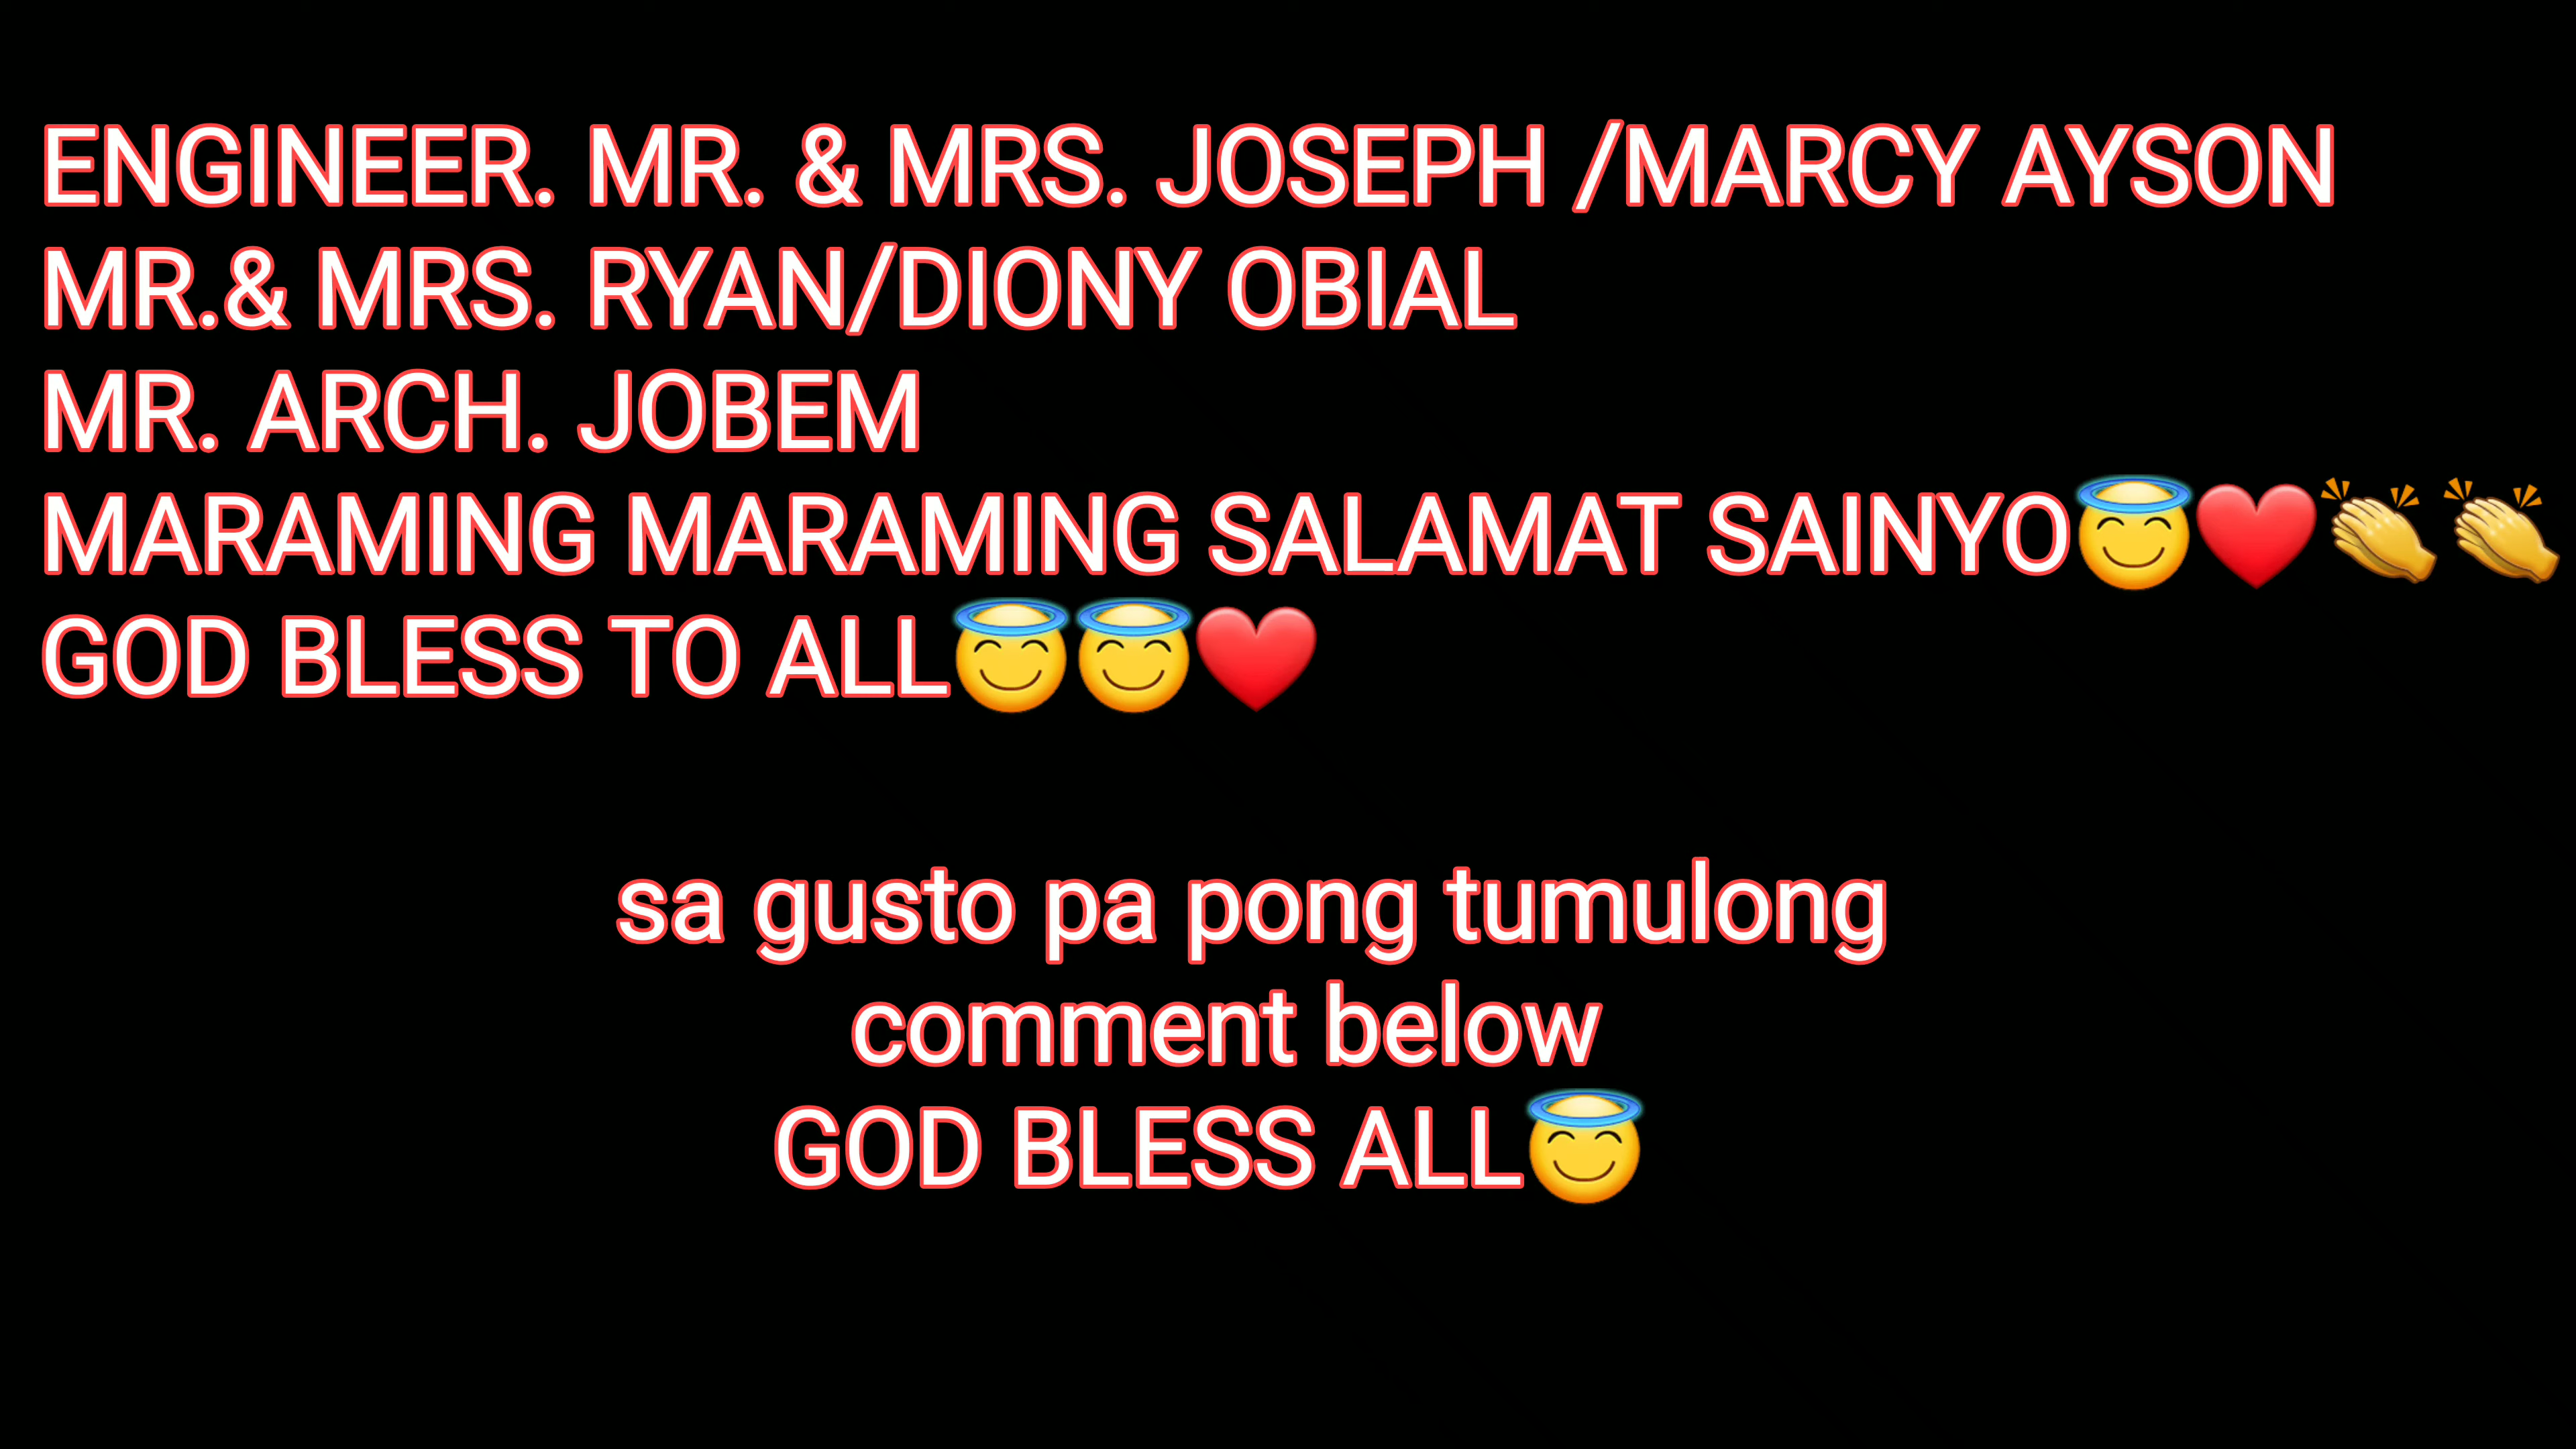 ENGINEER. MR. & MRS. JOSEPH /MARCY AYSON
MR.& MRS. RYAN/DIONY OBIAL
MR. ARCH. JOBEM
MARAMING MARAMING SALAMAT SAINYO😇❤️👏👏
GOD BLESS TO ALL😇😇❤️
sa gusto pa pong tumulong
comment below
GOD BLESS ALL😇